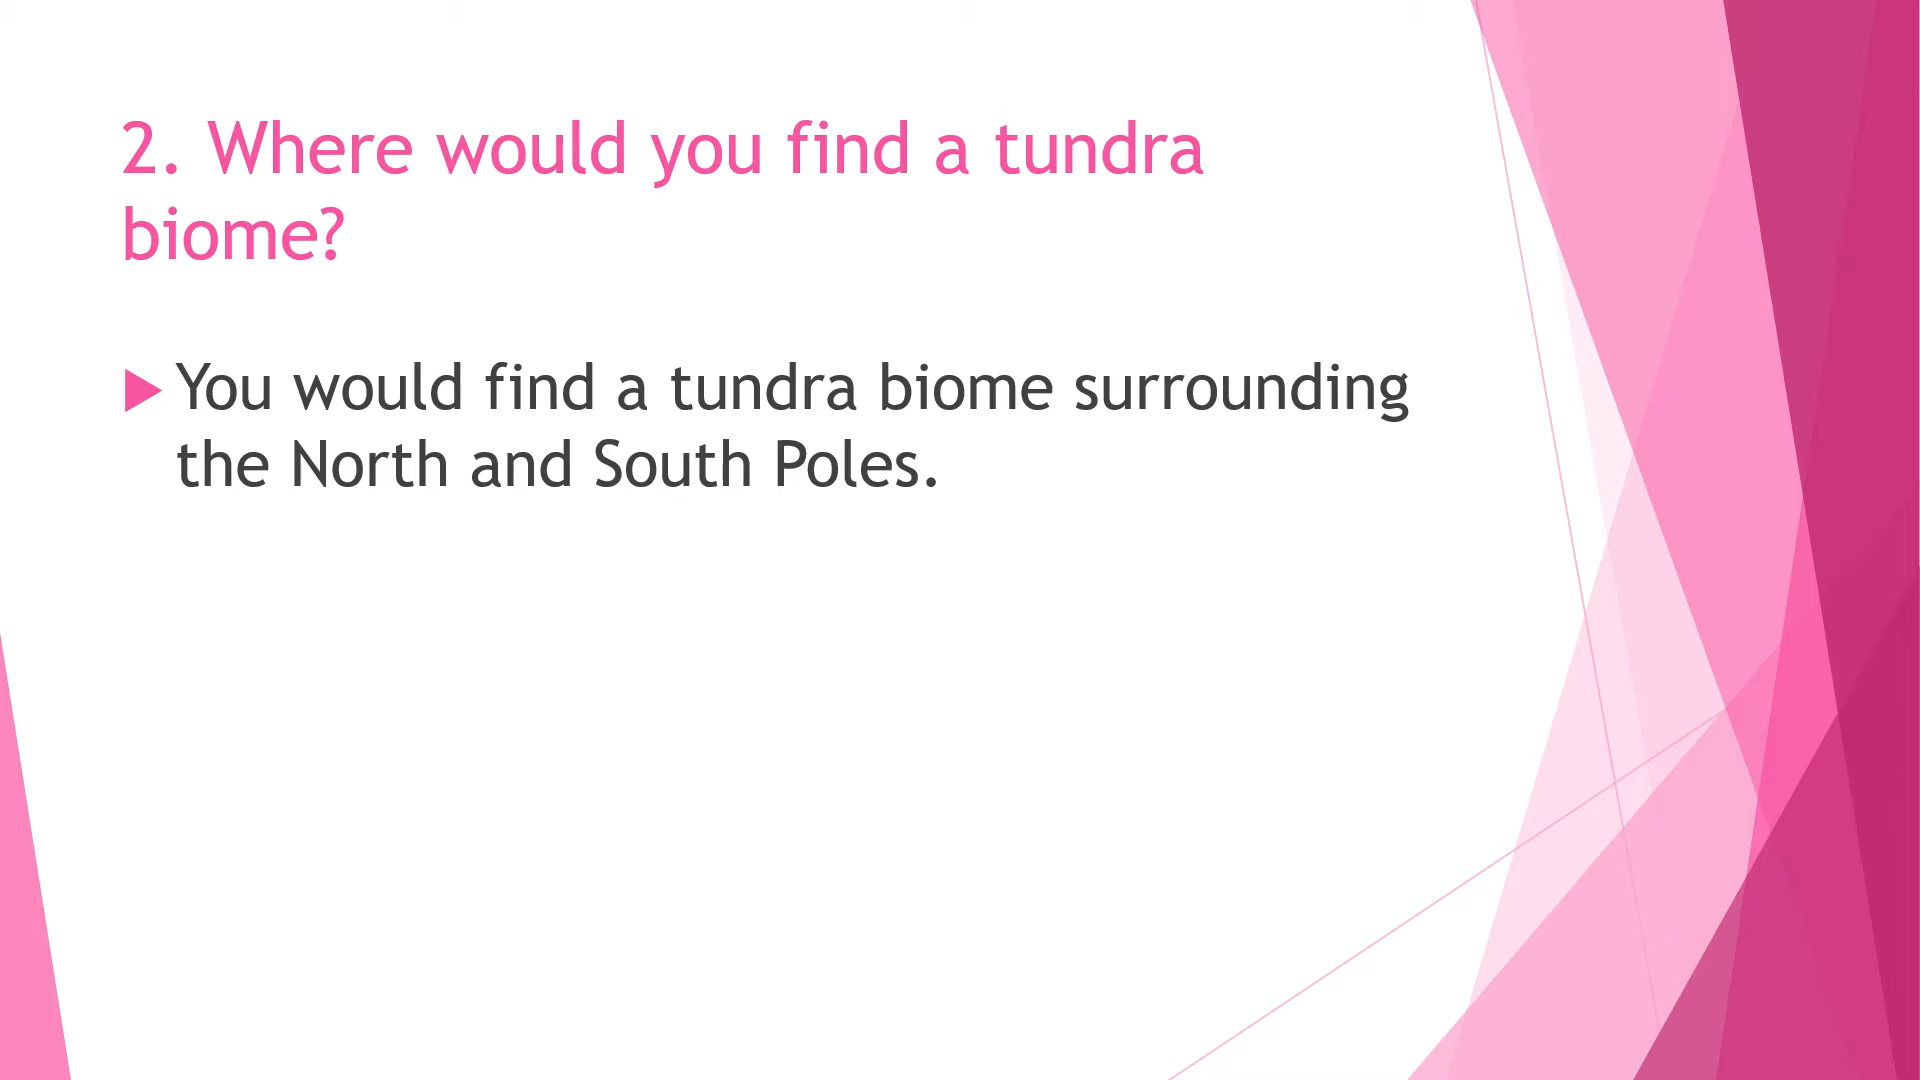 2. Where would you find a tundra
biome?
You would find a tundra biome surrounding
the North and South Poles.